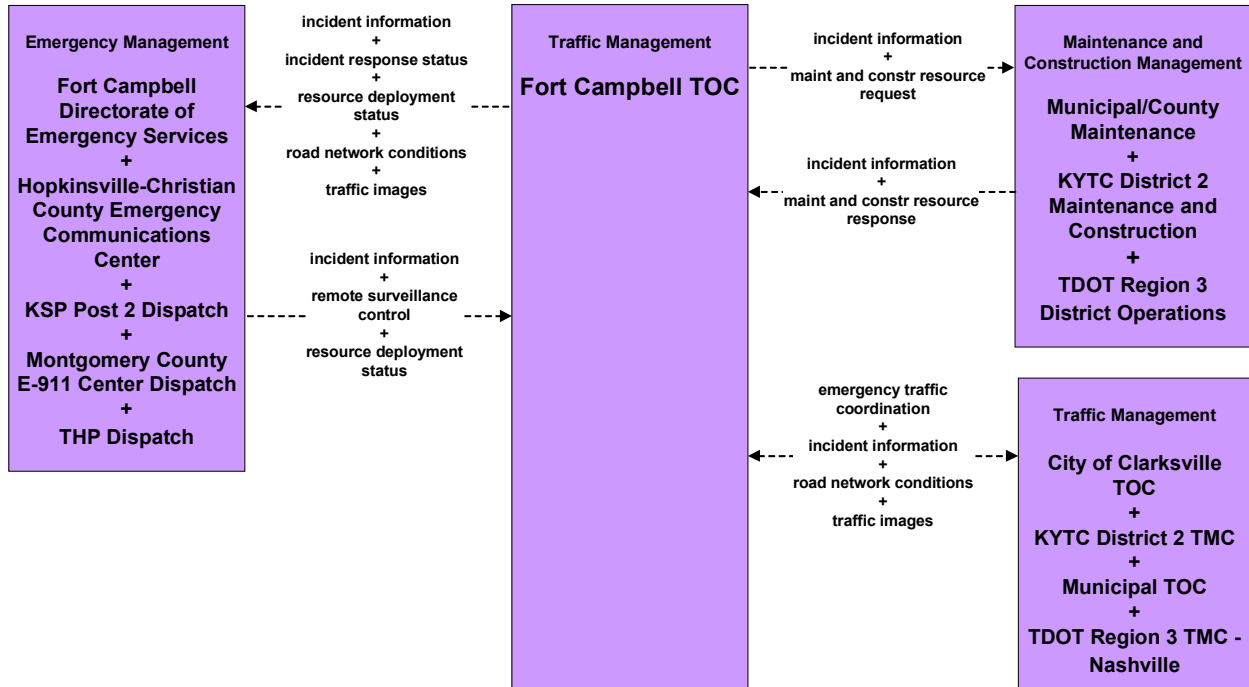 Emergency Management
Fort Campbell
Directorate of
Emergency Services
+
Hopkinsville-Christian
County Emergency
Communications
Center
+
KSP Post 2 Dispatch
+
Montgomery County
E-911 Center Dispatch
+
THP Dispatch
incident information
+
incident response status
+
resource deployment
status
+
road network conditions
+
traffic images
incident information
+
remote surveillance
control
+
resource deployment
status
Traffic Management
Fort Campbell TOC
incident information
+
maint and constr resource
request
incident information
+
maint and constr resource
response
emergency traffic
coordination
+
incident information
+
road network conditions
+
traffic images
Maintenance and
Construction Management
Municipal/County
Maintenance
+
KYTC District 2
Maintenance and
Construction
+
TDOT Region 3
District Operations
Traffic Management
City of Clarksville
TOC
+
KYTC District 2 TMC
+
Municipal TOC
+
TDOT Region 3 TMC -
Nashville